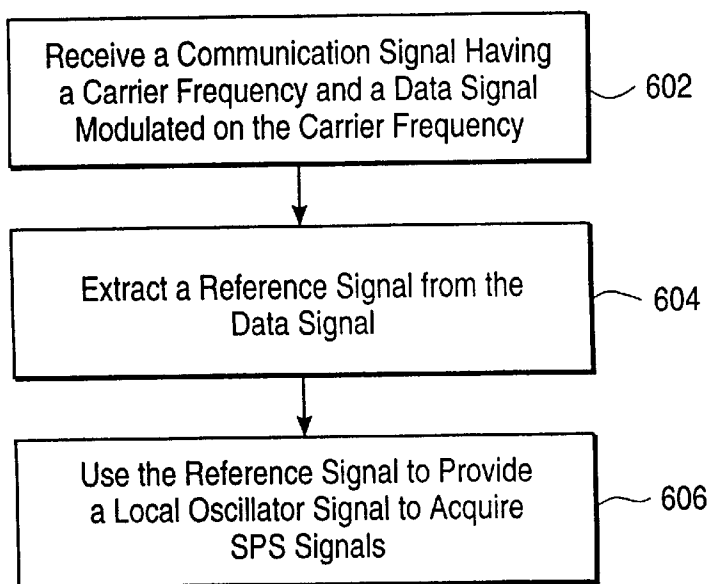 Receive a Communication Signal Having
a Carrier Frequency and a Data Signal
Modulated on the Carrier Frequency
602
Extract a Reference Signal from the
Data Signal
604
Use the Reference Signal to Provide
a Local Oscillator Signal to Acquire
SPS Signals
606